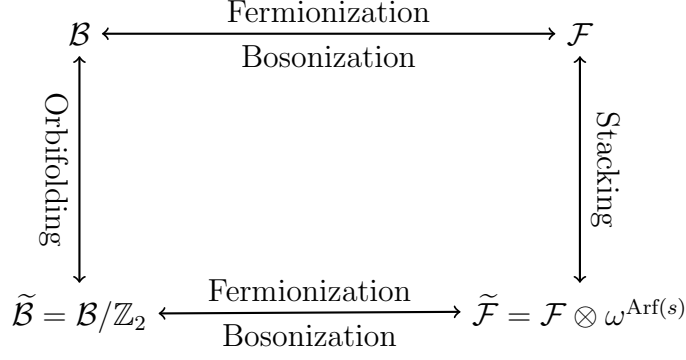 Fermionization
ℬ ℱ
Bosonization
Orbifolding
Stacking
Fermionization
ℬ̃ = ℬ/ℤ₂ ℱ̃ = ℱ ⊗ ω^{Arf(s)}
Bosonization